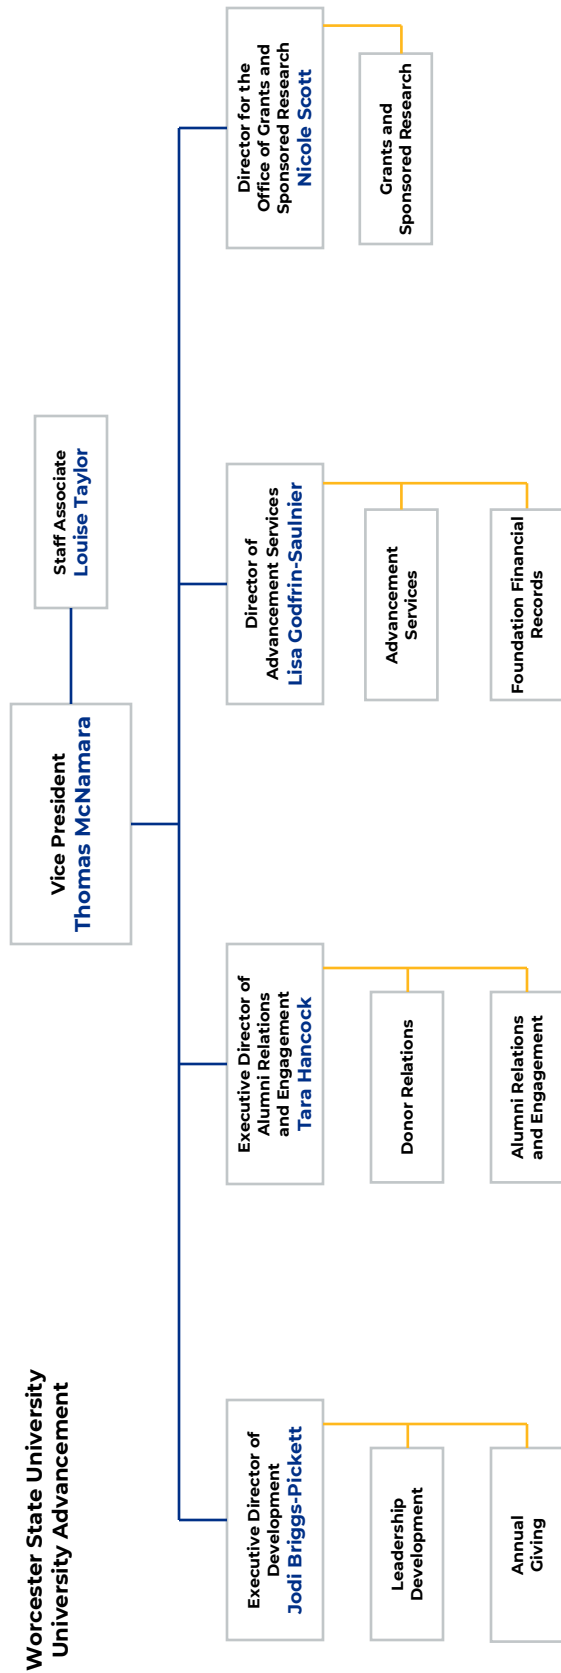 Worcester State University
University Advancement
Vice President
Thomas McNamara
Staff Associate
Louise Taylor
Executive Director of
Development
Jodi Briggs-Pickett
Leadership
Development
Annual
Giving
Executive Director of
Alumni Relations
and Engagement
Tara Hancock
Donor Relations
Alumni Relations
and Engagement
Director of
Advancement Services
Lisa Godfrin-Saulnier
Advancement
Services
Foundation Financial
Records
Director for the
Office of Grants and
Sponsored Research
Nicole Scott
Grants and
Sponsored Research